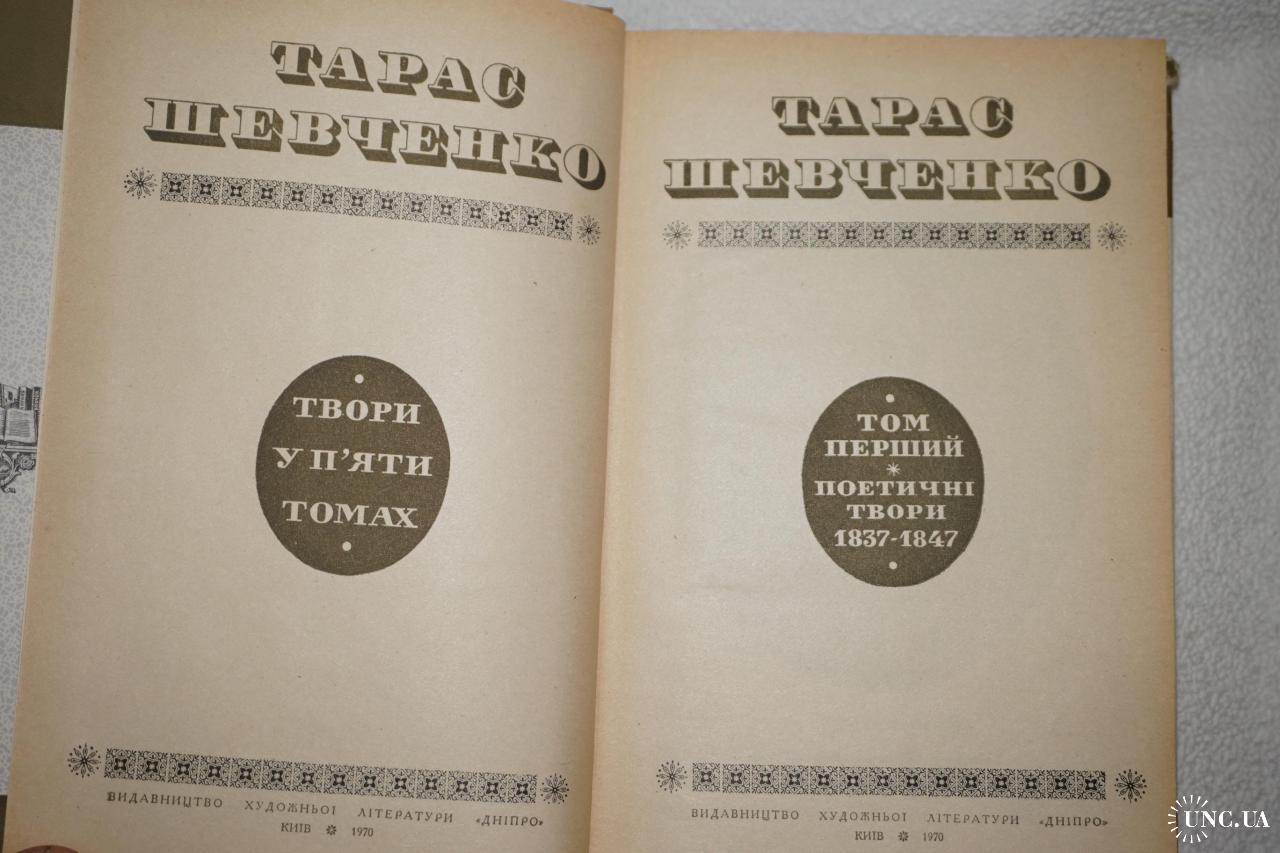 ТАРАС
ШЕВЧЕНКО
ТВОРИ
У П'ЯТИ
ТОМАХ
ВИДАВНИЦТВО ХУДОЖНЬОЇ ЛІТЕРАТУРИ «ДНІПРО»
КИЇВ 1970
ТАРАС
ШЕВЧЕНКО
ТОМ
ПЕРШИЙ
ПОЕТИЧНІ
ТВОРИ
1837-1847
ВИДАВНИЦТВО ХУДОЖНЬОЇ ЛІТЕРАТУРИ «ДНІПРО»
КИЇВ 1970
UNC.UA